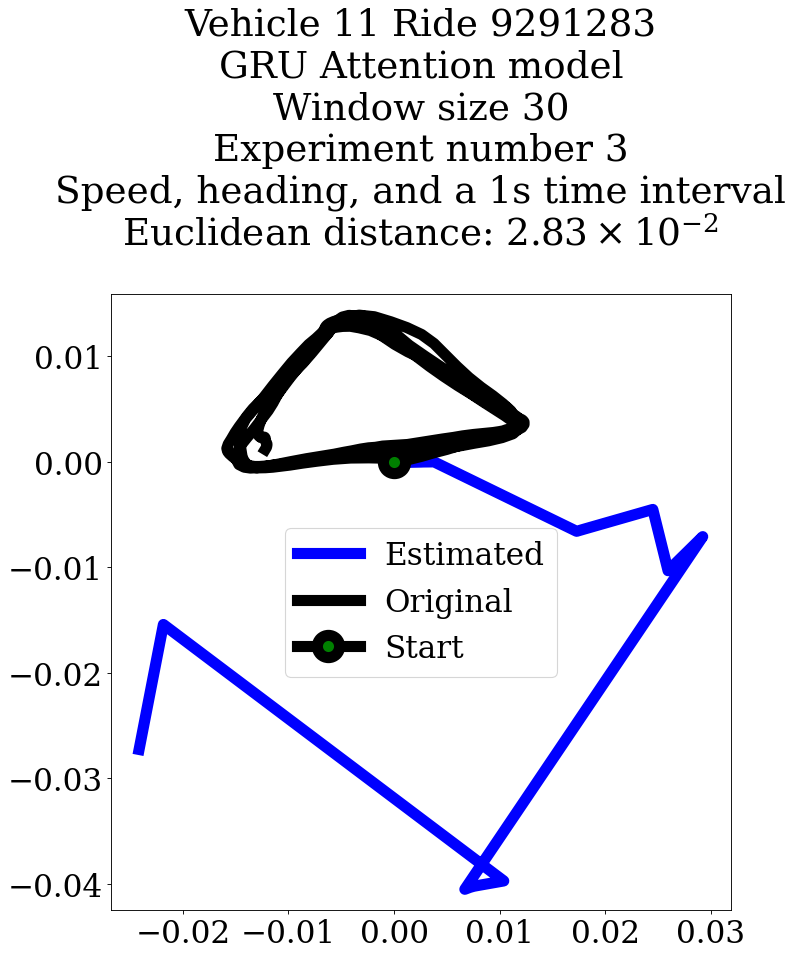 Vehicle 11 Ride 9291283
GRU Attention model
Window size 30
Experiment number 3
Speed, heading, and a 1s time interval
Euclidean distance: 2.83 × 10⁻²
0.01
0.00
−0.01
−0.02
−0.03
−0.04
Estimated
Original
Start
−0.02 −0.01 0.00 0.01 0.02 0.03